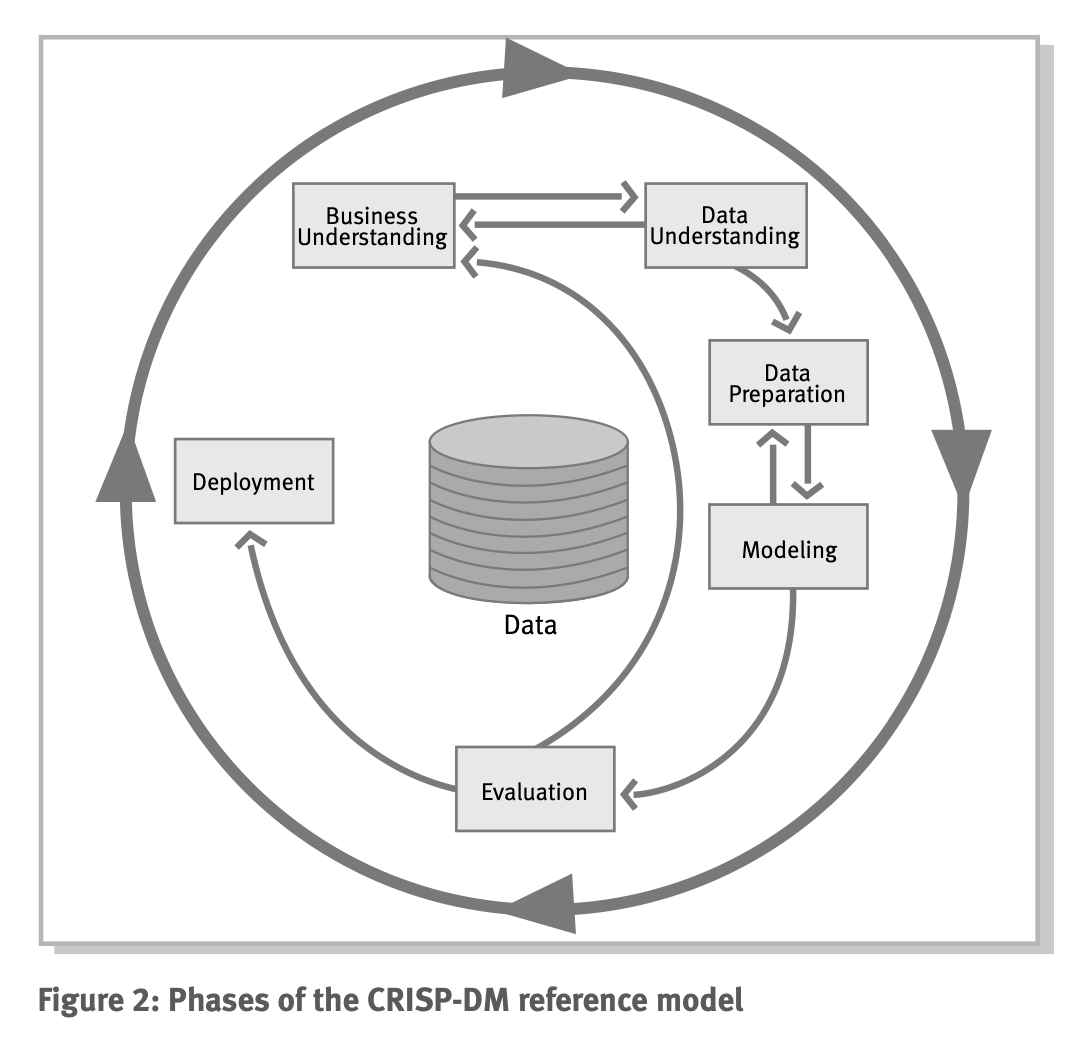 Business
Understanding
Data
Understanding
Data
Preparation
Deployment
Modeling
Data
Evaluation
Figure 2: Phases of the CRISP-DM reference model